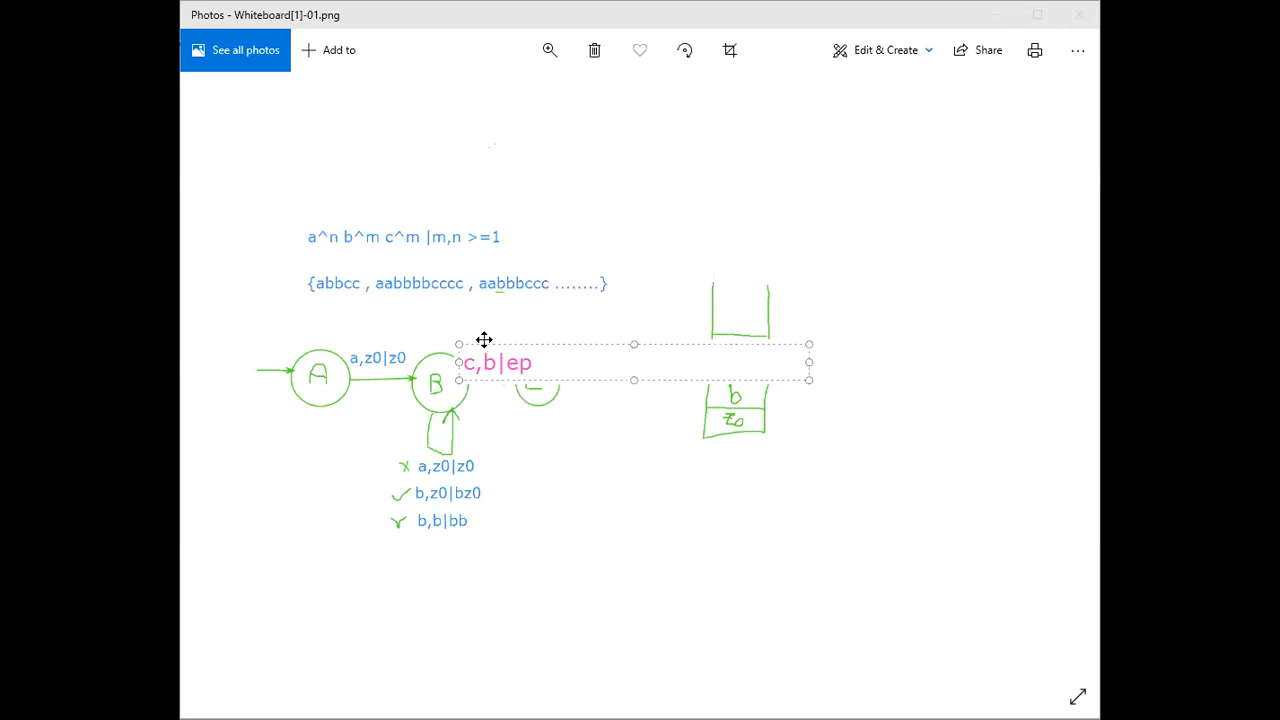 Photos - Whiteboard[1]-01.png
See all photos
Add to
Edit & Create
Share
a^n b^m c^m |m,n >=1
{abbcc , aabbbbcccc , aabbbccc ........}
a,z0|z0
c,b|ep
A
B
b
z0
a,z0|z0
b,z0|bz0
b,b|bb